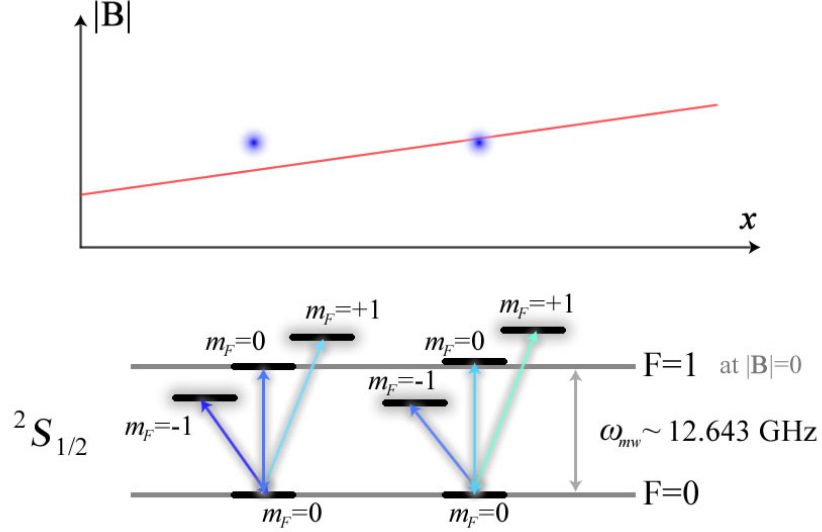 |B|
x
m_F=+1
m_F=+1
m_F=0
m_F=0
F=1 at |B|=0
m_F=-1
m_F=-1
²S₁/₂
ω_mw ~ 12.643 GHz
F=0
m_F=0
m_F=0